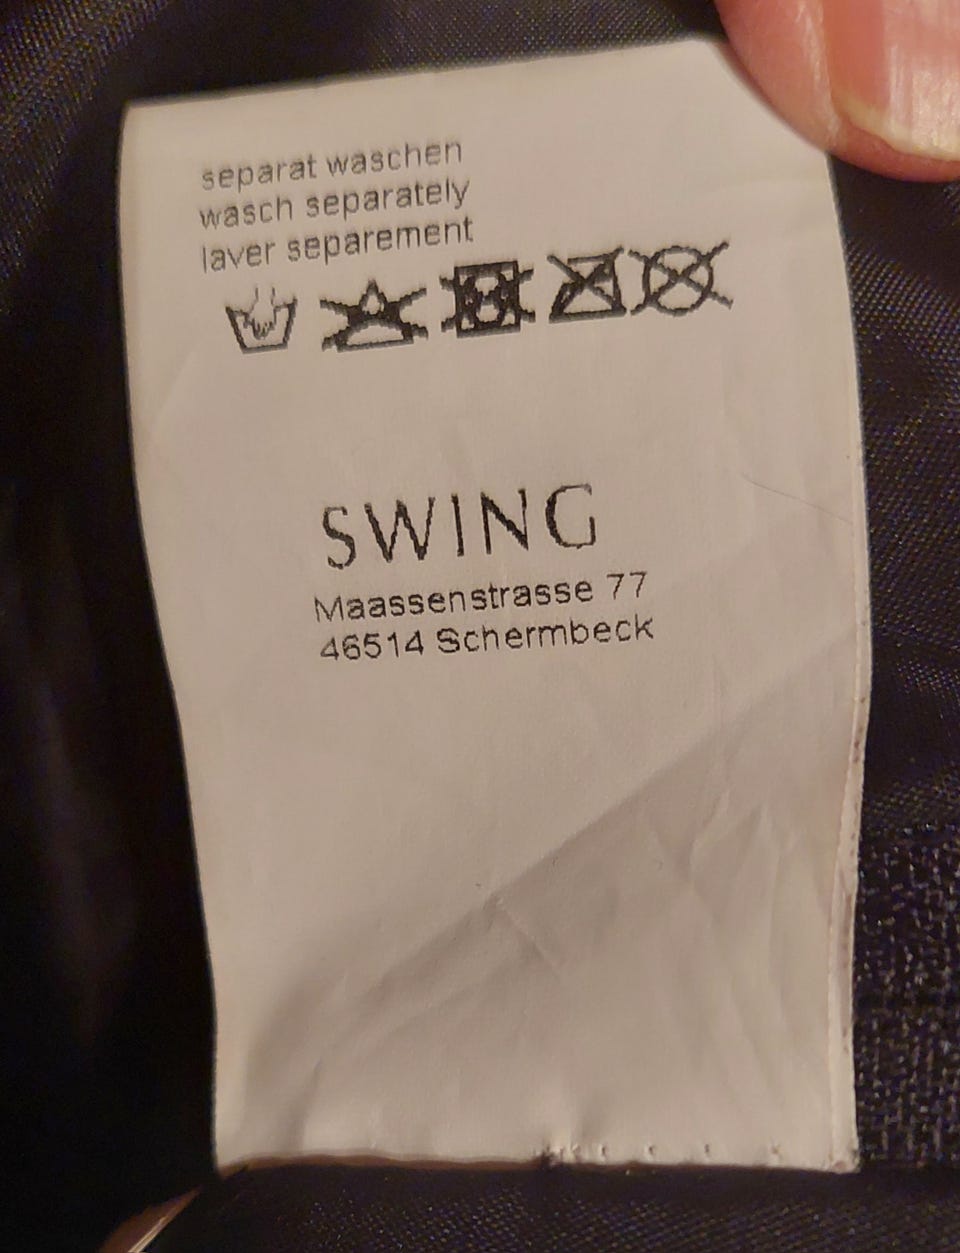 separat waschen
wasch separately
laver separement
SWING
Maassenstrasse 77
46514 Schermbeck